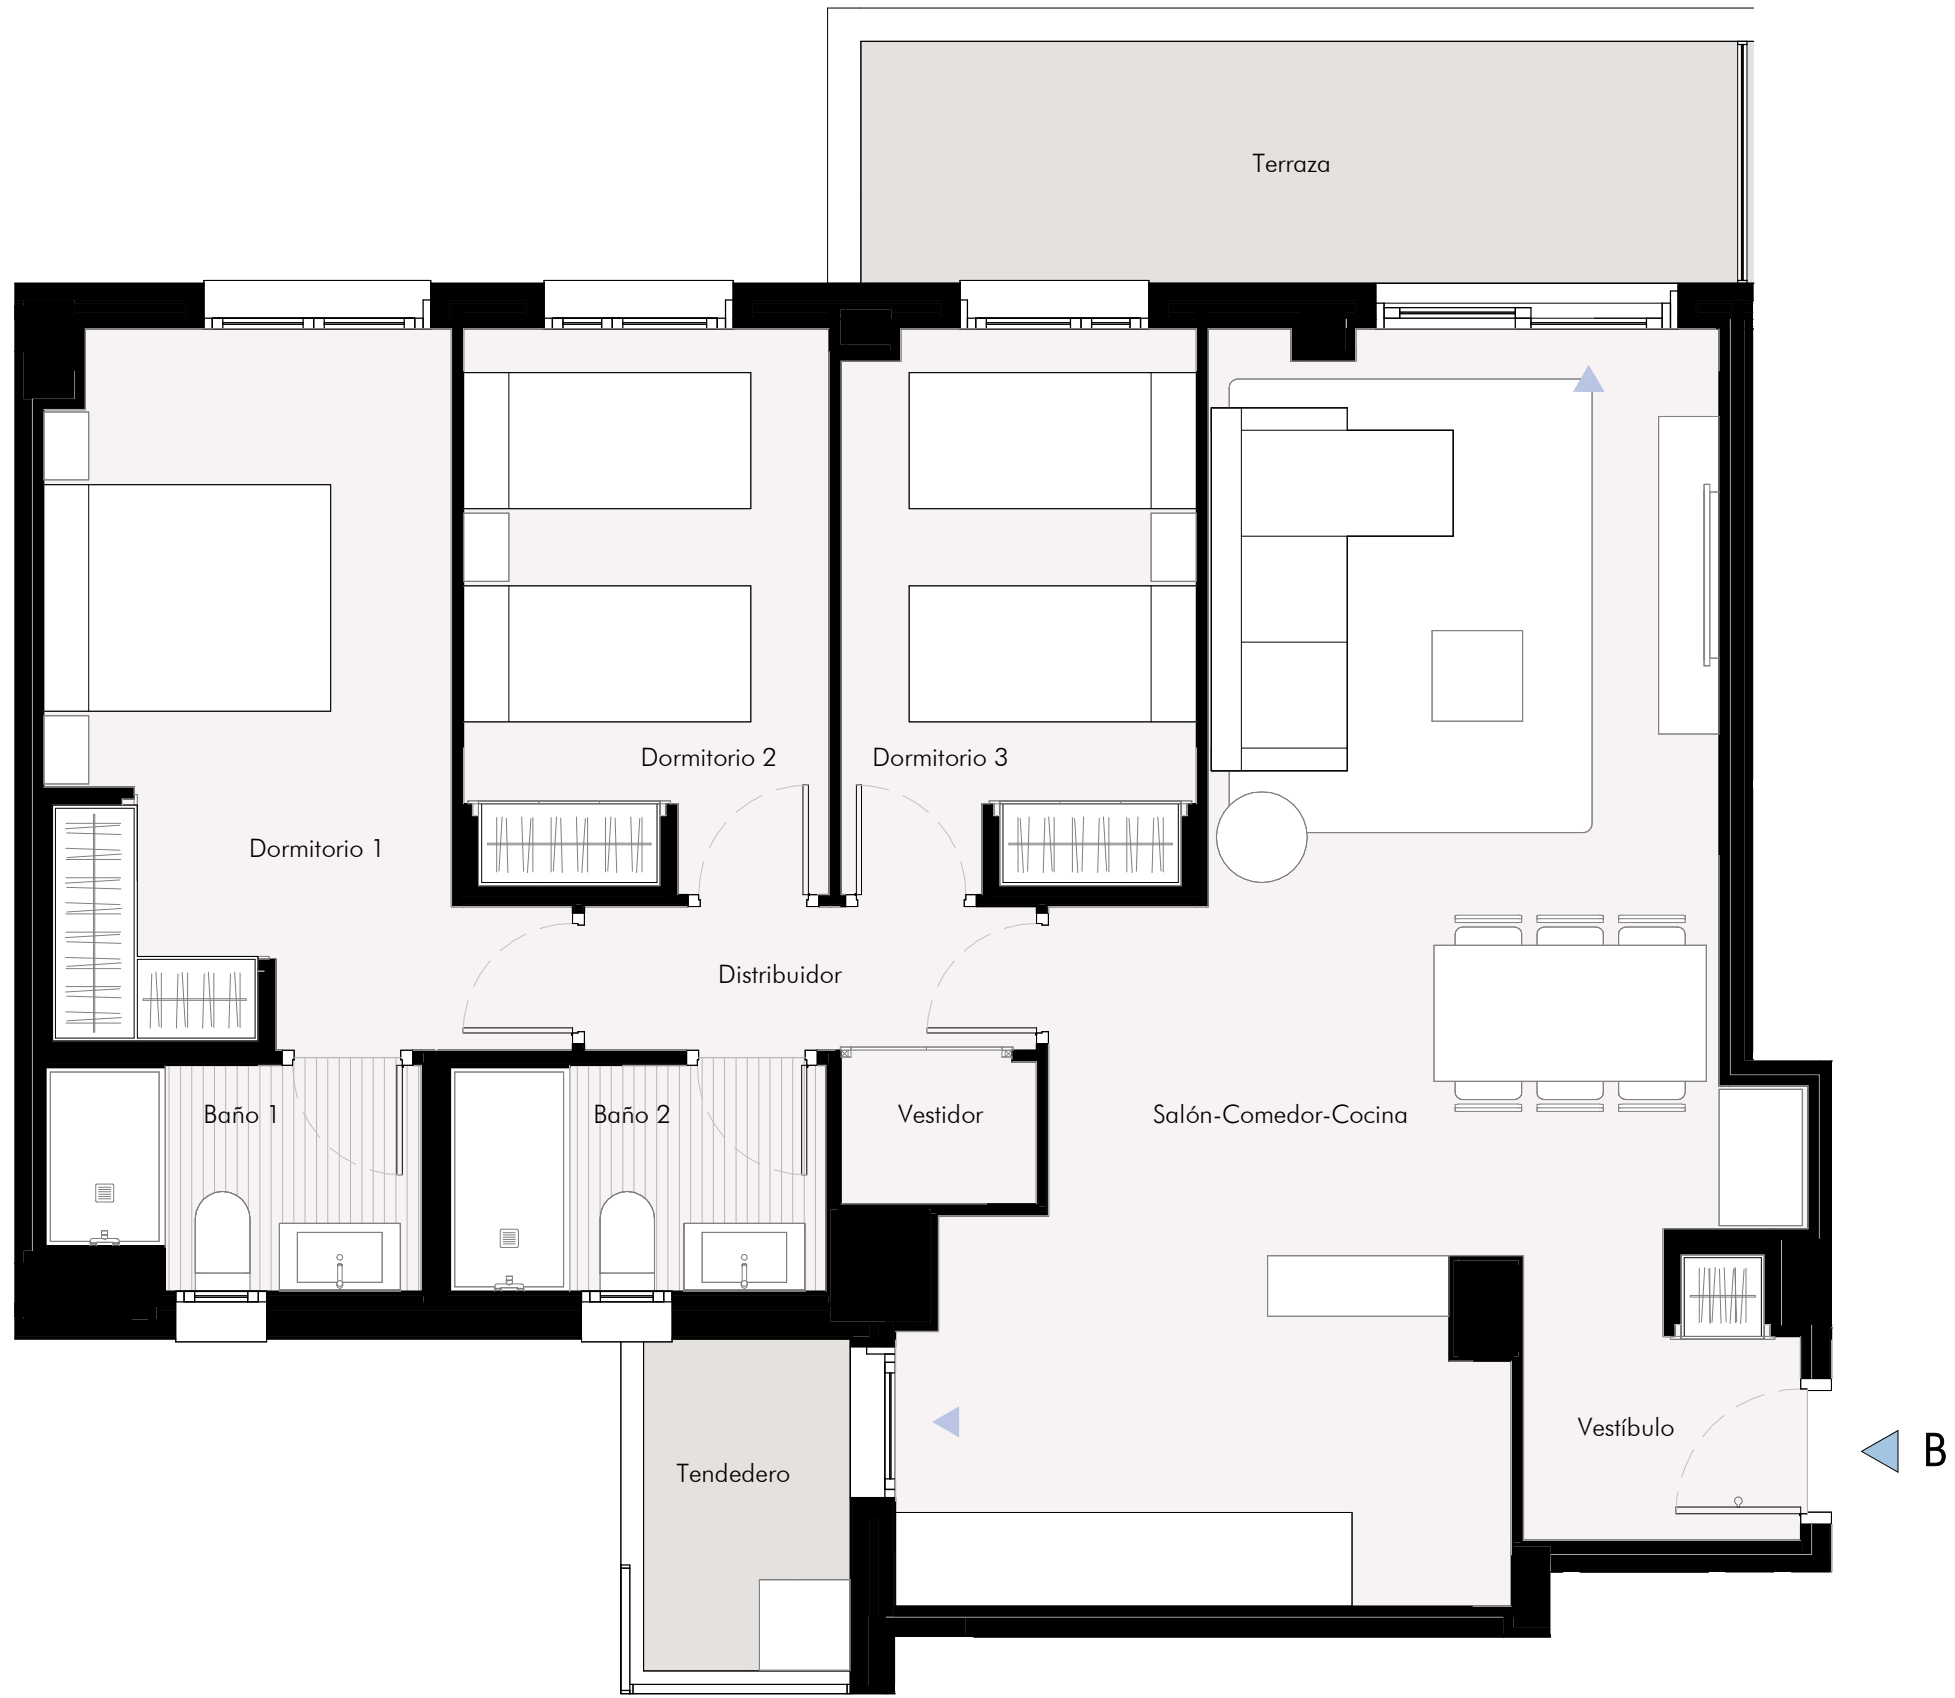 Terraza
Dormitorio 2
Dormitorio 3
Dormitorio 1
Distribuidor
Baño 1
Baño 2
Vestidor
Salón-Comedor-Cocina
Vestíbulo
B
Tendedero